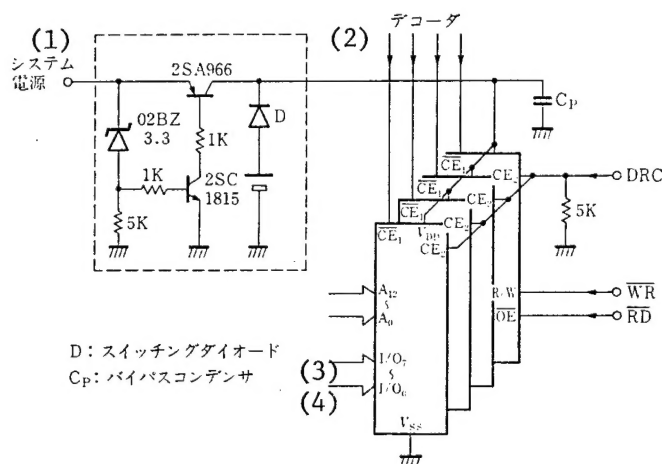 (1)
(2)
デコーダ
システム
電源
2SA966
02BZ
3.3
1K
D
1K
2SC
1815
5K
CP
CE1
CE1
CE1
CE1
CE2
CE2
CE2
CE2
VDD
DRC
5K
A12
A0
R/W
OE
WR
RD
D:スイッチングダイオード
CP:バイパスコンデンサ
(3)
(4)
I/O7
I/O0
VSS